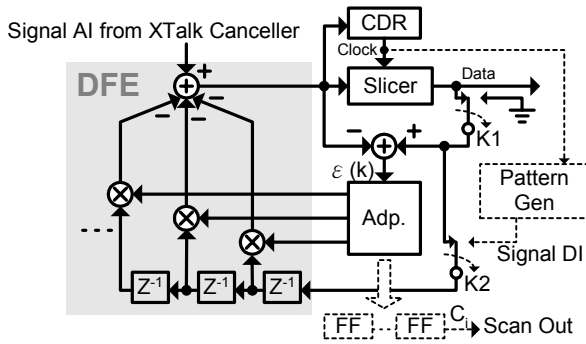 Signal AI from XTalk Canceller
CDR
Clock
DFE
+
+
−
−
−
Slicer
Data
K1
−
+
+
ε (k)
Adp.
Pattern
Gen
Signal DI
K2
Z⁻¹
Z⁻¹
Z⁻¹
FF
FF
Cᵢ
Scan Out